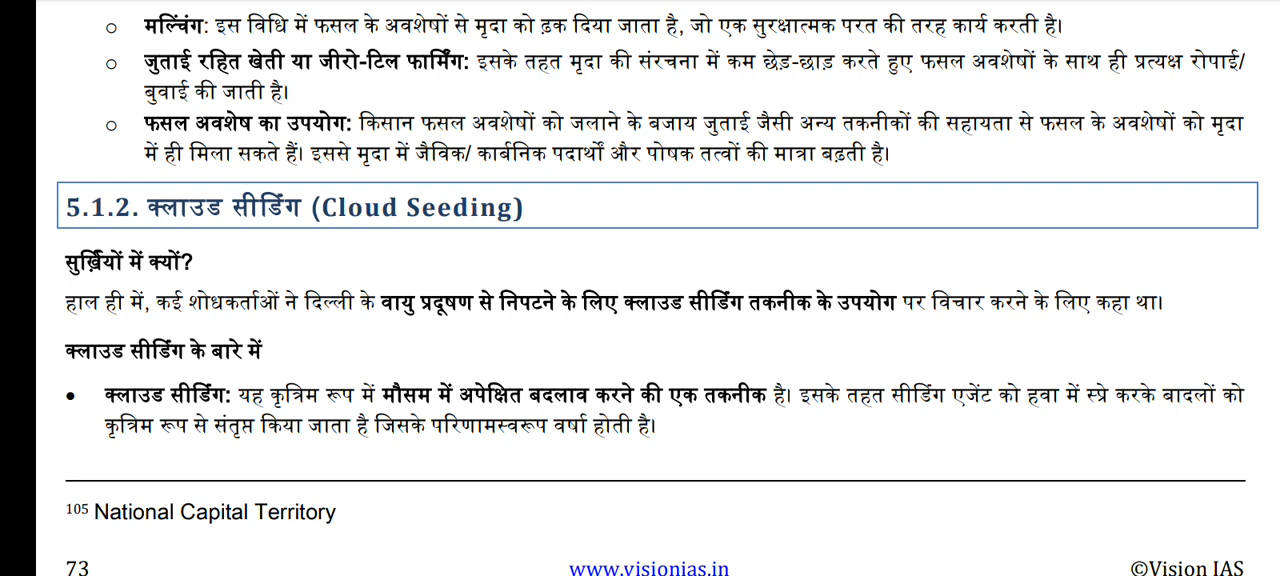 o मल्चिंग: इस विधि में फसल के अवशेषों से मृदा को ढ़क दिया जाता है, जो एक सुरक्षात्मक परत की तरह कार्य करती है।
o जुताई रहित खेती या जीरो-टिल फार्मिंग: इसके तहत मृदा की संरचना में कम छेड़-छाड़ करते हुए फसल अवशेषों के साथ ही प्रत्यक्ष रोपाई/
बुवाई की जाती है।
o फसल अवशेष का उपयोग: किसान फसल अवशेषों को जलाने के बजाय जुताई जैसी अन्य तकनीकों की सहायता से फसल के अवशेषों को मृदा
में ही मिला सकते हैं। इससे मृदा में जैविक/ कार्बनिक पदार्थों और पोषक तत्वों की मात्रा बढ़ती है।
5.1.2. क्लाउड सीडिंग (Cloud Seeding)
सुर्ख़ियों में क्यों?
हाल ही में, कई शोधकर्ताओं ने दिल्ली के वायु प्रदूषण से निपटने के लिए क्लाउड सीडिंग तकनीक के उपयोग पर विचार करने के लिए कहा था।
क्लाउड सीडिंग के बारे में
• क्लाउड सीडिंग: यह कृत्रिम रूप में मौसम में अपेक्षित बदलाव करने की एक तकनीक है। इसके तहत सीडिंग एजेंट को हवा में स्प्रे करके बादलों को
कृत्रिम रूप से संतृप्त किया जाता है जिसके परिणामस्वरूप वर्षा होती है।
105 National Capital Territory
73 www.visionias.in ©Vision IAS